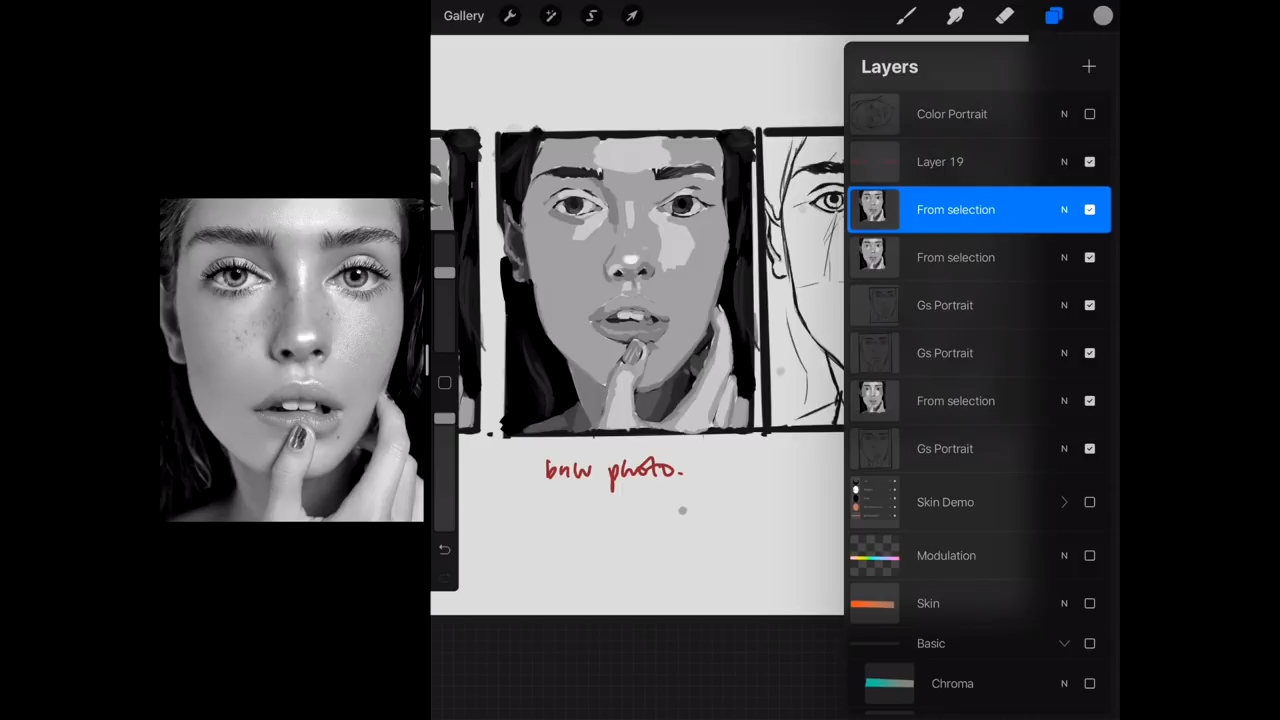 Gallery
Layers
Color Portrait N
Layer 19 N
From selection N
From selection N
Gs Portrait N
Gs Portrait N
From selection N
Gs Portrait N
Skin Demo
Modulation N
Skin N
Basic
Chroma N
bnw photo.